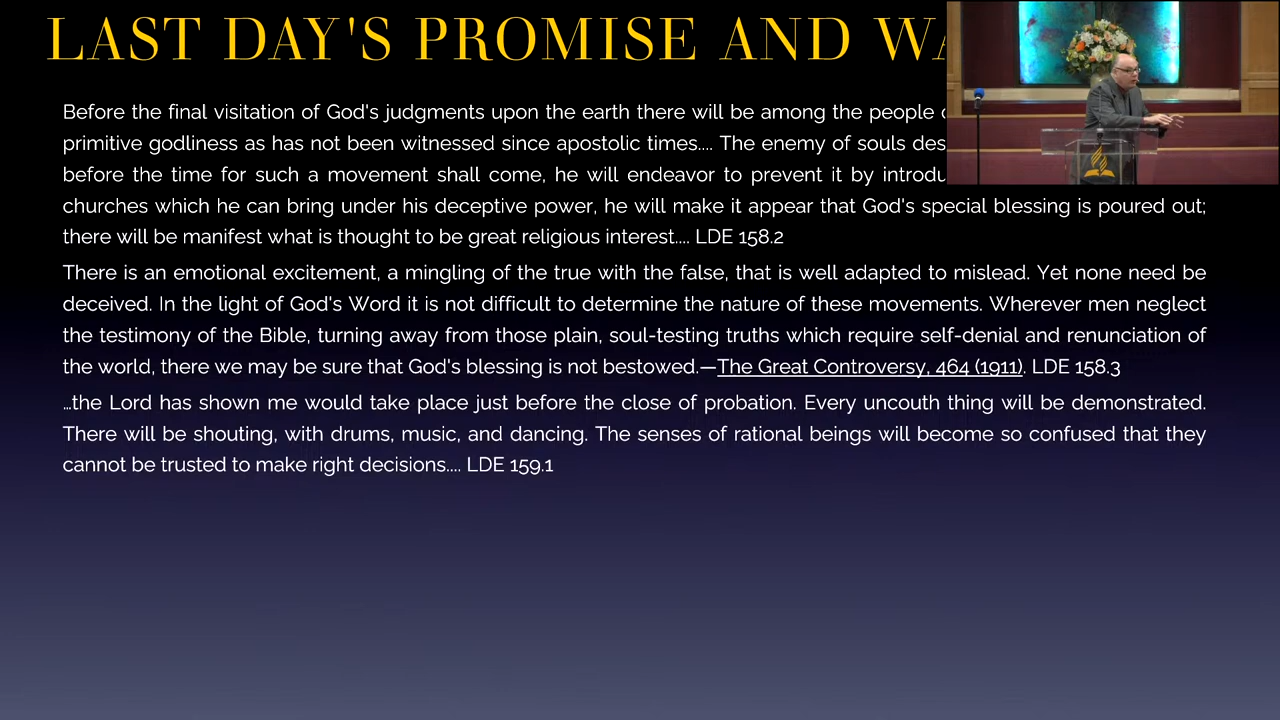 LAST DAY'S PROMISE AND
Before the final visitation of God's judgments upon the earth there will be among the people
primitive godliness as has not been witnessed since apostolic times.... The enemy of souls
before the time for such a movement shall come, he will endeavor to prevent it by
churches which he can bring under his deceptive power, he will make it appear that God's special blessing is poured out;
there will be manifest what is thought to be great religious interest.... LDE 158.2
There is an emotional excitement, a mingling of the true with the false, that is well adapted to mislead. Yet none need be
deceived. In the light of God's Word it is not difficult to determine the nature of these movements. Wherever men neglect
the testimony of the Bible, turning away from those plain, soul-testing truths which require self-denial and renunciation of
the world, there we may be sure that God's blessing is not bestowed.—The Great Controversy, 464 (1911). LDE 158.3
…the Lord has shown me would take place just before the close of probation. Every uncouth thing will be demonstrated.
There will be shouting, with drums, music, and dancing. The senses of rational beings will become so confused that they
cannot be trusted to make right decisions.... LDE 159.1